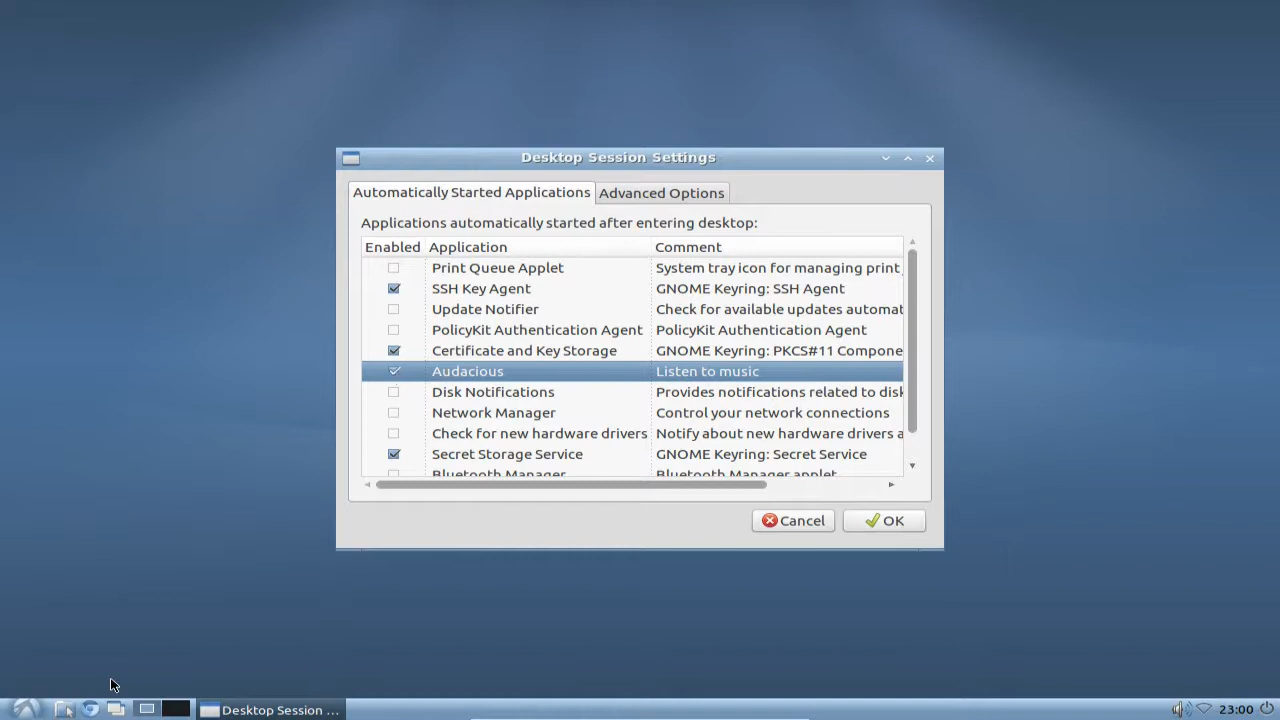 Desktop Session Settings
Automatically Started Applications Advanced Options
Applications automatically started after entering desktop:
Enabled Application Comment
Print Queue Applet System tray icon for managing print
SSH Key Agent GNOME Keyring: SSH Agent
Update Notifier Check for available updates automat
PolicyKit Authentication Agent PolicyKit Authentication Agent
Certificate and Key Storage GNOME Keyring: PKCS#11 Compone
Audacious Listen to music
Disk Notifications Provides notifications related to disk
Network Manager Control your network connections
Check for new hardware drivers Notify about new hardware drivers a
Secret Storage Service GNOME Keyring: Secret Service
Bluetooth Manager Bluetooth Manager applet
Cancel OK
Desktop Session ... 23:00